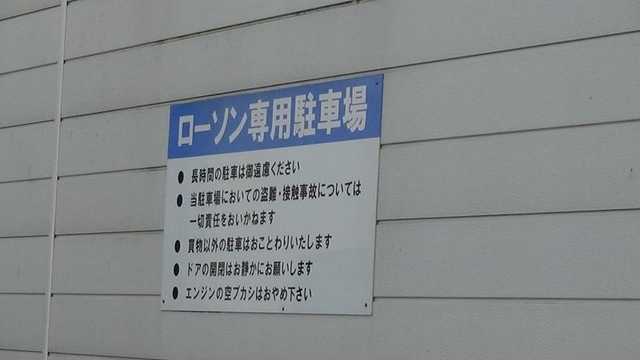 ローソン専用駐車場
● 長時間の駐車は御遠慮ください
● 当駐車場においての盗難・接触事故については
一切責任をおいかねます
● 買物以外の駐車はおことわりいたします
● ドアの開閉はお静かにお願いします
● エンジンの空ブカシはおやめ下さい